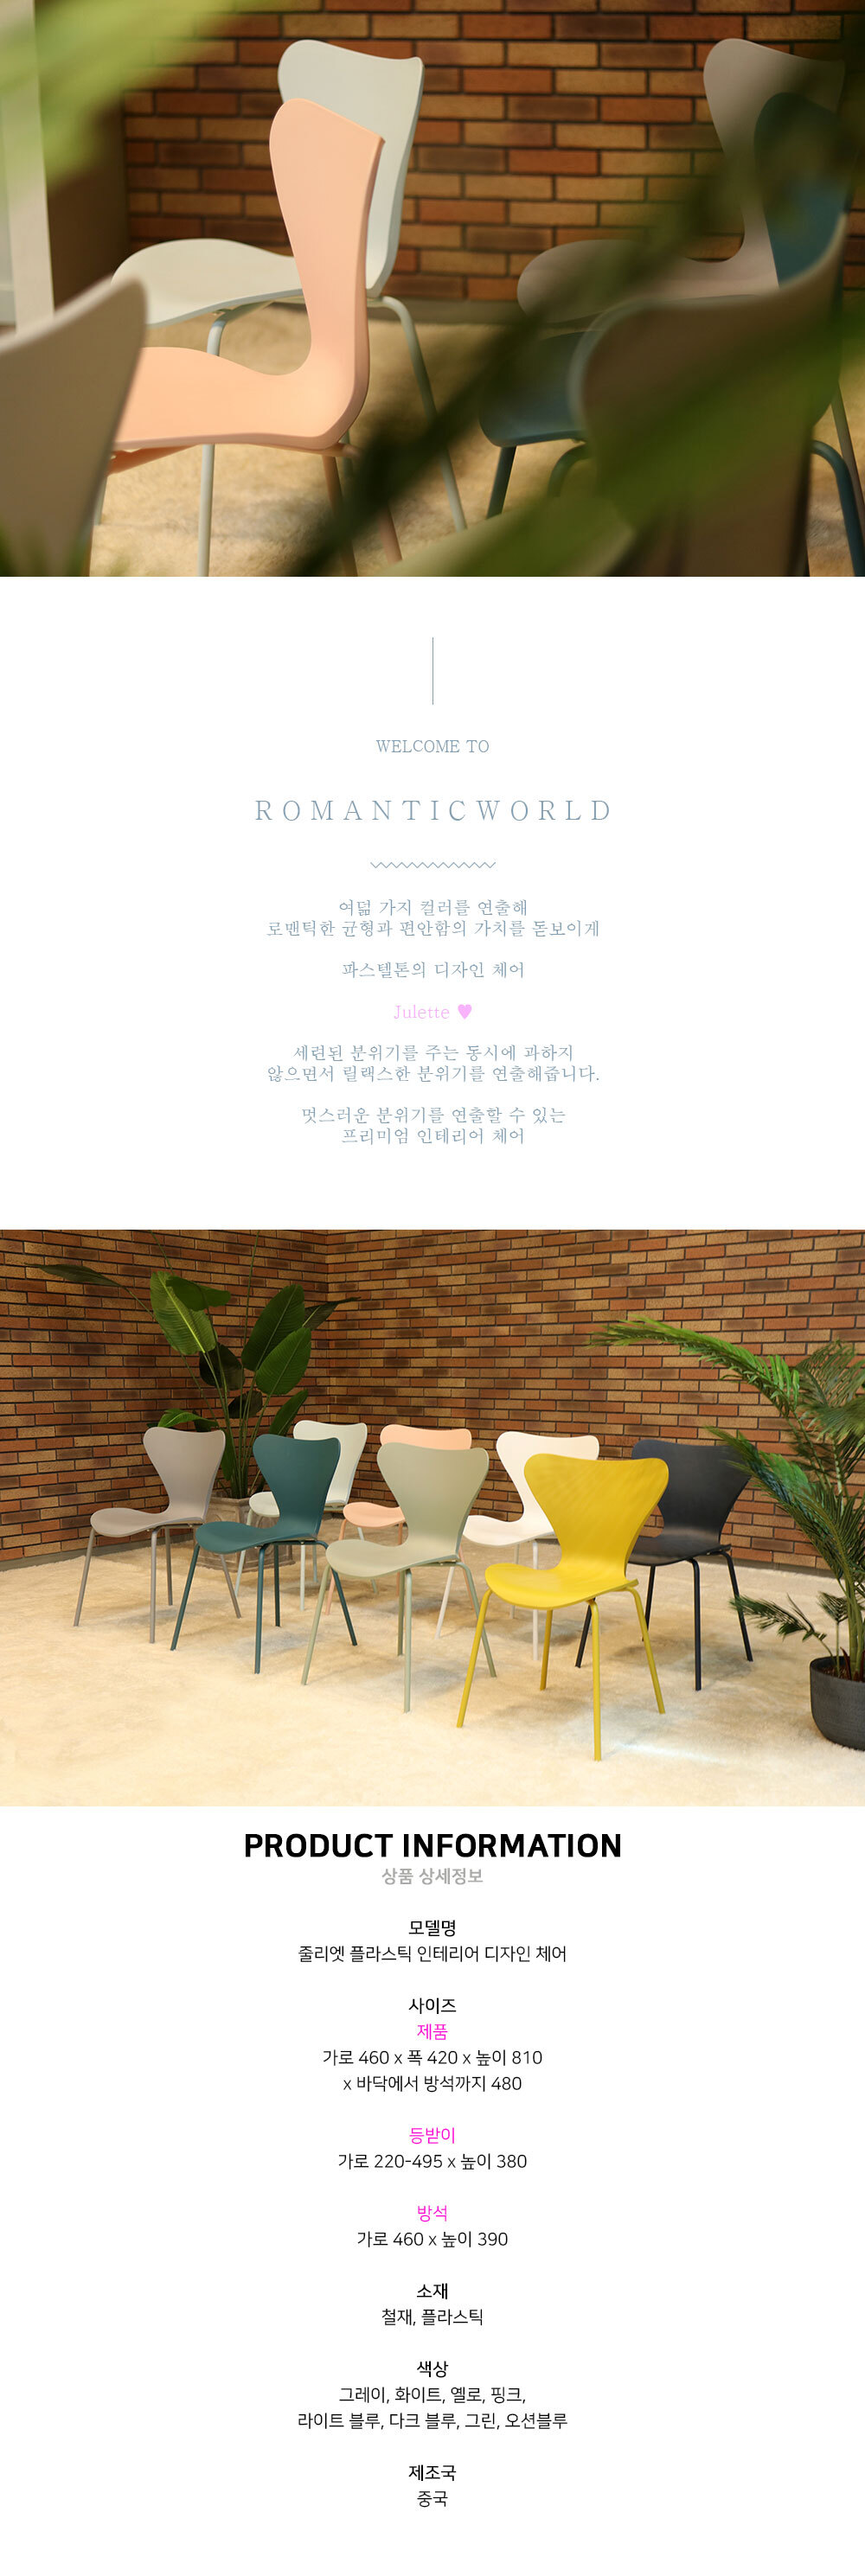 WELCOME TO
ROMANTICWORLD
여덟 가지 컬러를 연출해
로맨틱한 균형과 편안함의 가치를 돋보이게
파스텔톤의 디자인 체어
Julette ♥
세련된 분위기를 주는 동시에 과하지
않으면서 릴랙스한 분위기를 연출해줍니다.
멋스러운 분위기를 연출할 수 있는
프리미엄 인테리어 체어
PRODUCT INFORMATION
상품 상세정보
모델명
줄리엣 플라스틱 인테리어 디자인 체어
사이즈
제품
가로 460 x 폭 420 x 높이 810
x 바닥에서 방석까지 480
등받이
가로 220-495 x 높이 380
방석
가로 460 x 높이 390
소재
철재, 플라스틱
색상
그레이, 화이트, 옐로, 핑크,
라이트 블루, 다크 블루, 그린, 오션블루
제조국
중국